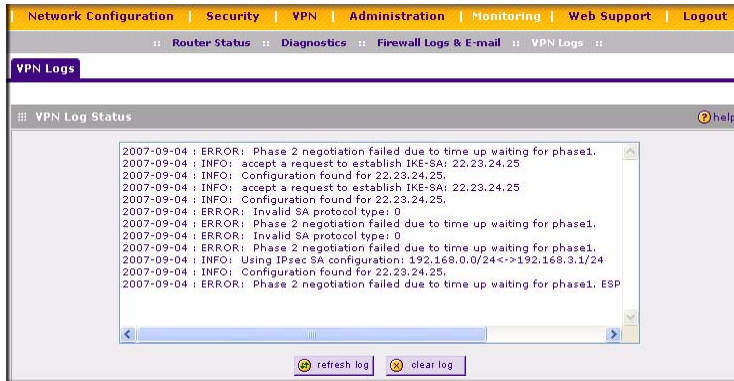 Network Configuration | Security | VPN | Administration | Monitoring | Web Support | Logout
:: Router Status :: Diagnostics :: Firewall Logs & E-mail :: VPN Logs ::
VPN Logs
VPN Log Status
help
2007-09-04 : ERROR: Phase 2 negotiation failed due to time up waiting for phase1.
2007-09-04 : INFO: accept a request to establish IKE-SA: 22.23.24.25
2007-09-04 : INFO: Configuration found for 22.23.24.25.
2007-09-04 : INFO: accept a request to establish IKE-SA: 22.23.24.25
2007-09-04 : INFO: Configuration found for 22.23.24.25.
2007-09-04 : ERROR: Invalid SA protocol type: 0
2007-09-04 : ERROR: Phase 2 negotiation failed due to time up waiting for phase1.
2007-09-04 : ERROR: Invalid SA protocol type: 0
2007-09-04 : ERROR: Phase 2 negotiation failed due to time up waiting for phase1.
2007-09-04 : INFO: Using IPsec SA configuration: 192.168.0.0/24<->192.168.3.1/24
2007-09-04 : INFO: Configuration found for 22.23.24.25.
2007-09-04 : ERROR: Phase 2 negotiation failed due to time up waiting for phase1. ESP
refresh log
clear log